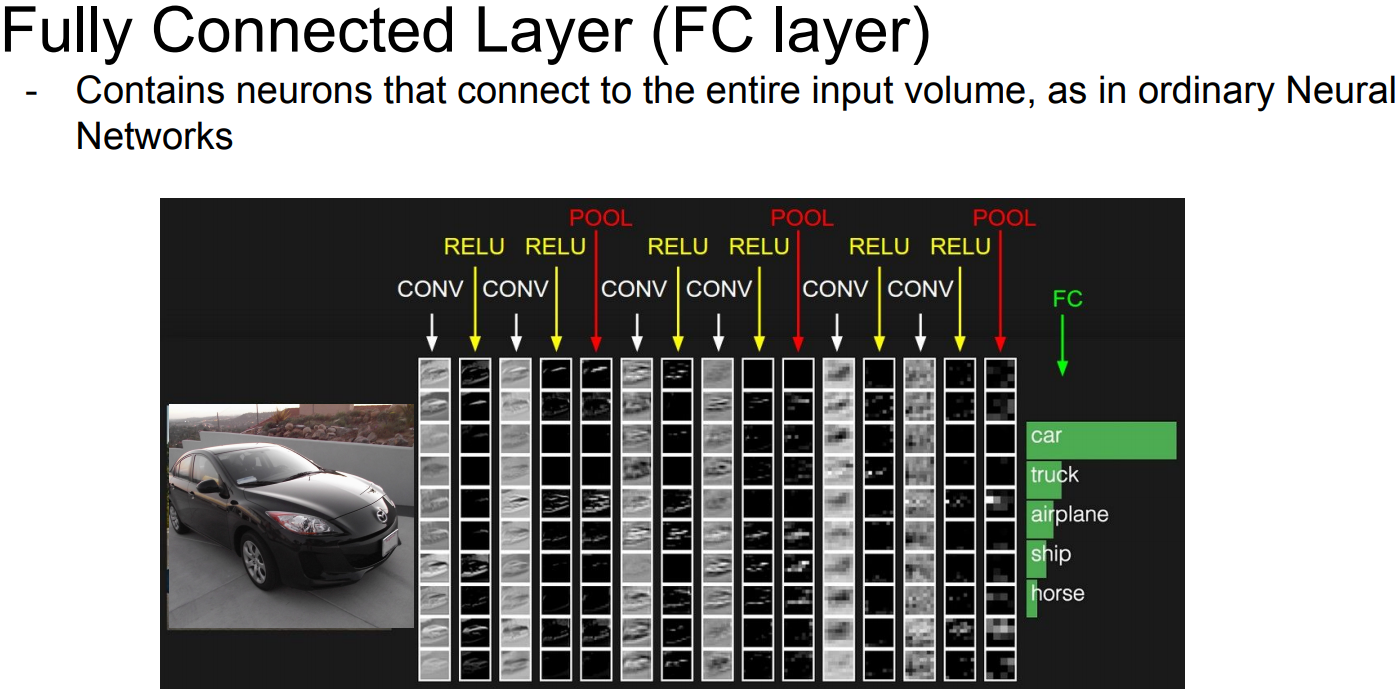 Fully Connected Layer (FC layer)
- Contains neurons that connect to the entire input volume, as in ordinary Neural
Networks
POOL POOL POOL
RELU RELU RELU RELU RELU RELU
CONV CONV CONV CONV CONV CONV
FC
car
truck
airplane
ship
horse